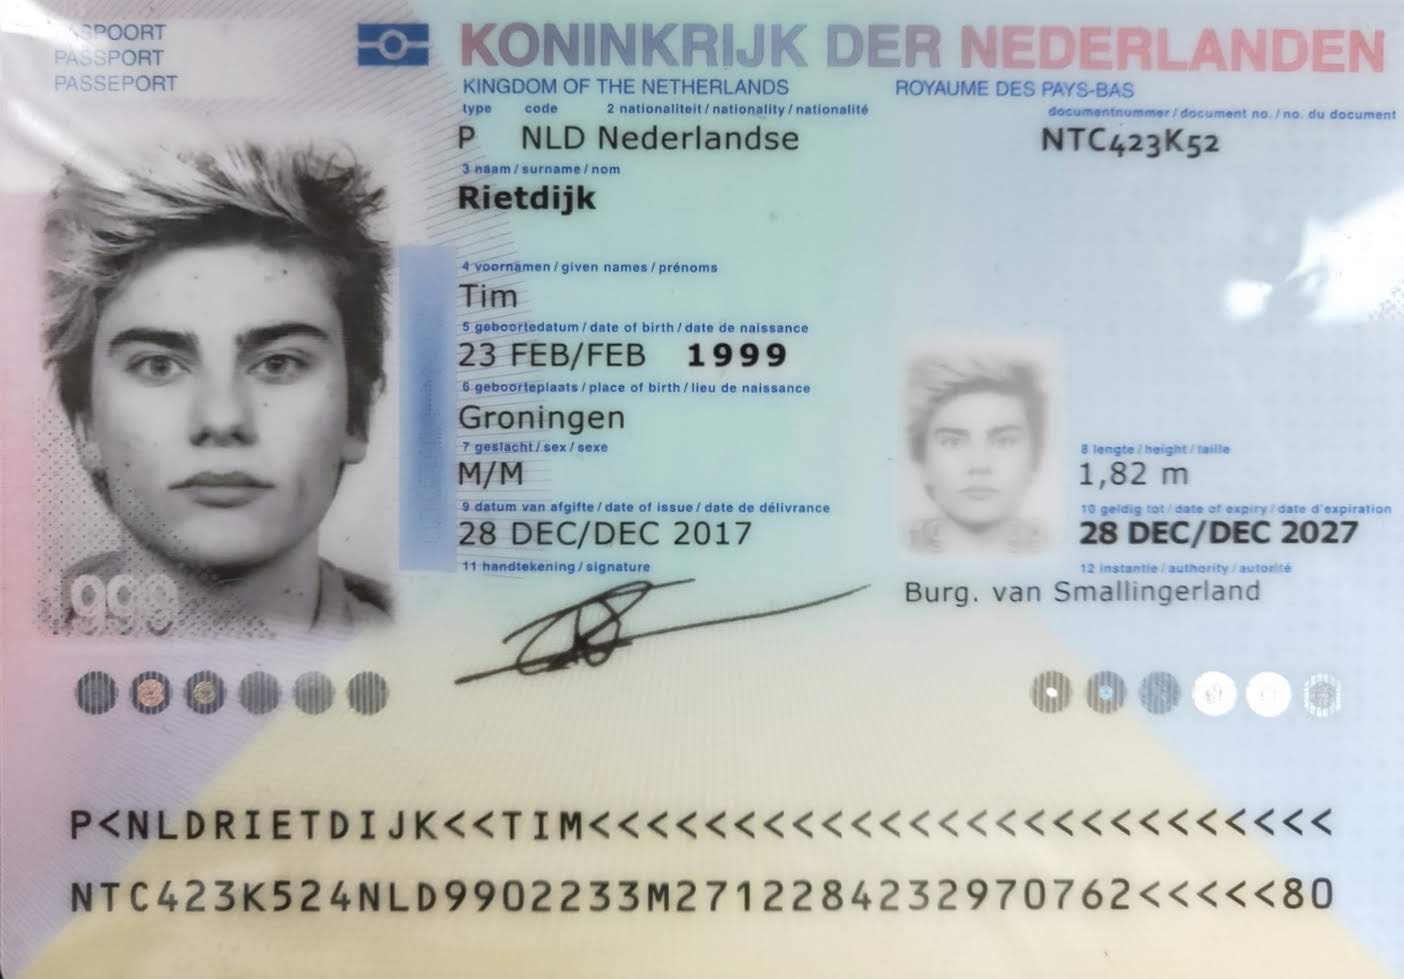 PASPOORT
PASSPORT
PASSEPORT
KONINKRIJK DER NEDERLANDEN
KINGDOM OF THE NETHERLANDS ROYAUME DES PAYS-BAS
type code 2 nationaliteit / nationality / nationalité documentnummer / document no. / no. du document
P NLD Nederlandse NTC423K52
3 naam / surname / nom
Rietdijk
4 voornamen / given names / prénoms
Tim
5 geboortedatum / date of birth / date de naissance
23 FEB/FEB 1999
6 geboorteplaats / place of birth / lieu de naissance
Groningen
7 geslacht / sex / sexe 8 lengte / height / taille
M/M 1,82 m
9 datum van afgifte / date of issue / date de délivrance 10 geldig tot / date of expiry / date d'expiration
28 DEC/DEC 2017 28 DEC/DEC 2027
11 handtekening / signature 12 instantie / authority / autorité
Burg. van Smallingerland
999
P<NLDRIETDIJK<<TIM<<<<<<<<<<<<<<<<<<<<<<<<<<
NTC423K524NLD9902233M2712284232970762<<<<<80